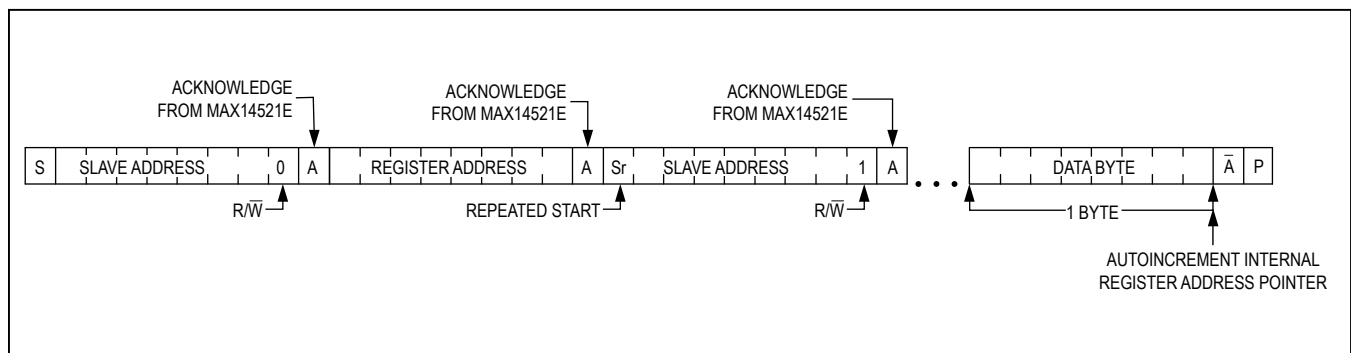 ACKNOWLEDGE
FROM MAX14521E
ACKNOWLEDGE
FROM MAX14521E
ACKNOWLEDGE
FROM MAX14521E
S SLAVE ADDRESS 0 A REGISTER ADDRESS A Sr SLAVE ADDRESS 1 A ... DATA BYTE A̅ P
R/W̅ REPEATED START R/W̅ 1 BYTE
AUTOINCREMENT INTERNAL
REGISTER ADDRESS POINTER